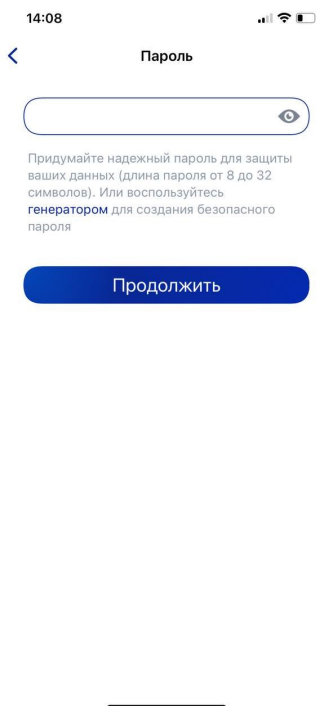 14:08
Пароль
Придумайте надежный пароль для защиты
ваших данных (длина пароля от 8 до 32
символов). Или воспользуйтесь
генератором для создания безопасного
пароля
Продолжить